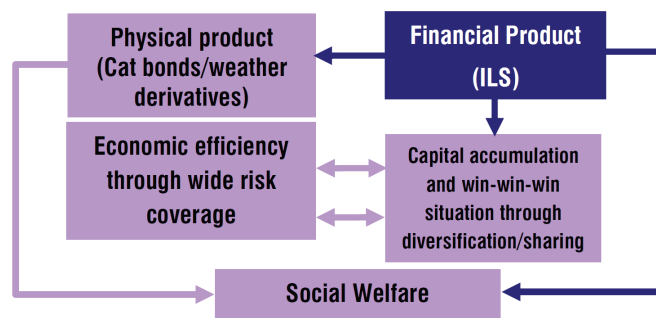 Physical product
(Cat bonds/weather
derivatives)
Financial Product
(ILS)
Economic efficiency
through wide risk
coverage
Capital accumulation
and win-win-win
situation through
diversification/sharing
Social Welfare